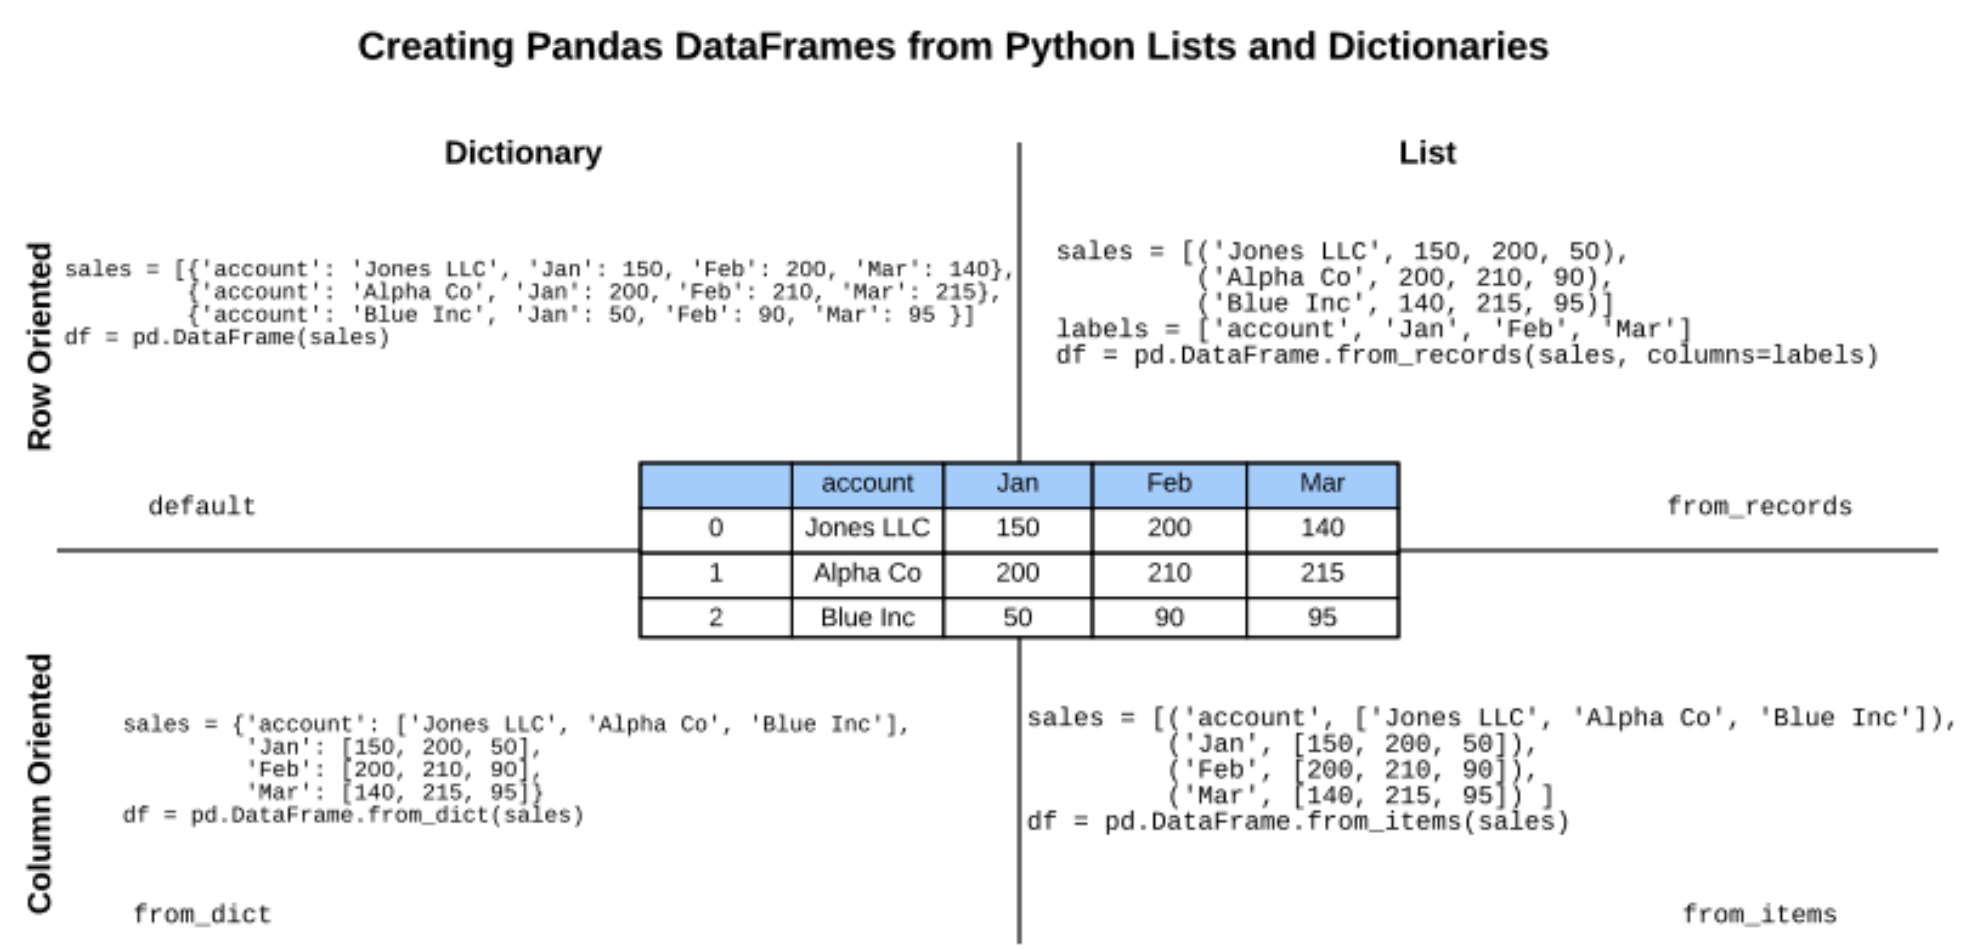 Creating Pandas DataFrames from Python Lists and Dictionaries
Dictionary
List
Row Oriented
sales = [{'account': 'Jones LLC', 'Jan': 150, 'Feb': 200, 'Mar': 140},
{'account': 'Alpha Co', 'Jan': 200, 'Feb': 210, 'Mar': 215},
{'account': 'Blue Inc', 'Jan': 50, 'Feb': 90, 'Mar': 95 }]
df = pd.DataFrame(sales)
default
sales = [('Jones LLC', 150, 200, 50),
('Alpha Co', 200, 210, 90),
('Blue Inc', 140, 215, 95)]
labels = ['account', 'Jan', 'Feb', 'Mar']
df = pd.DataFrame.from_records(sales, columns=labels)
from_records
account Jan Feb Mar
0 Jones LLC 150 200 140
1 Alpha Co 200 210 215
2 Blue Inc 50 90 95
Column Oriented
sales = {'account': ['Jones LLC', 'Alpha Co', 'Blue Inc'],
'Jan': [150, 200, 50],
'Feb': [200, 210, 90],
'Mar': [140, 215, 95]}
df = pd.DataFrame.from_dict(sales)
from_dict
sales = [('account', ['Jones LLC', 'Alpha Co', 'Blue Inc']),
('Jan', [150, 200, 50]),
('Feb', [200, 210, 90]),
('Mar', [140, 215, 95]) ]
df = pd.DataFrame.from_items(sales)
from_items